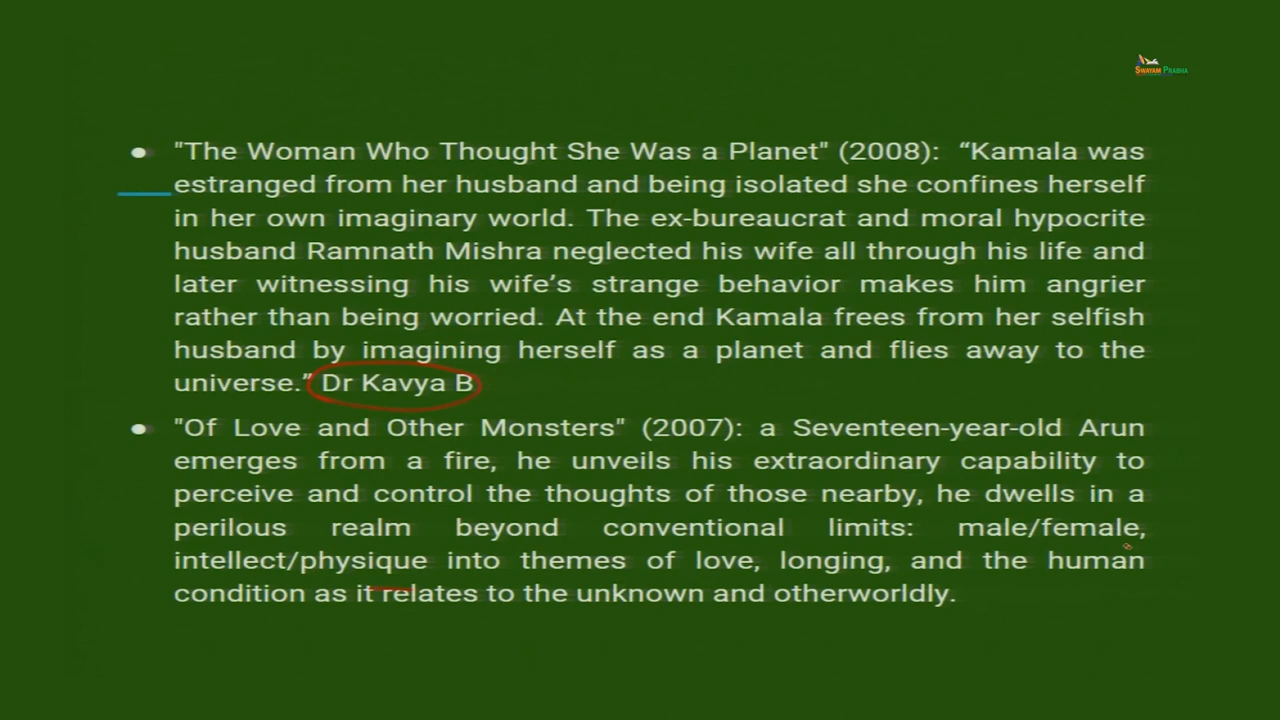 SWAYAM PRABHA
• "The Woman Who Thought She Was a Planet" (2008): “Kamala was
estranged from her husband and being isolated she confines herself
in her own imaginary world. The ex-bureaucrat and moral hypocrite
husband Ramnath Mishra neglected his wife all through his life and
later witnessing his wife’s strange behavior makes him angrier
rather than being worried. At the end Kamala frees from her selfish
husband by imagining herself as a planet and flies away to the
universe.” Dr Kavya B
• "Of Love and Other Monsters" (2007): a Seventeen-year-old Arun
emerges from a fire, he unveils his extraordinary capability to
perceive and control the thoughts of those nearby, he dwells in a
perilous realm beyond conventional limits: male/female,
intellect/physique into themes of love, longing, and the human
condition as it relates to the unknown and otherworldly.